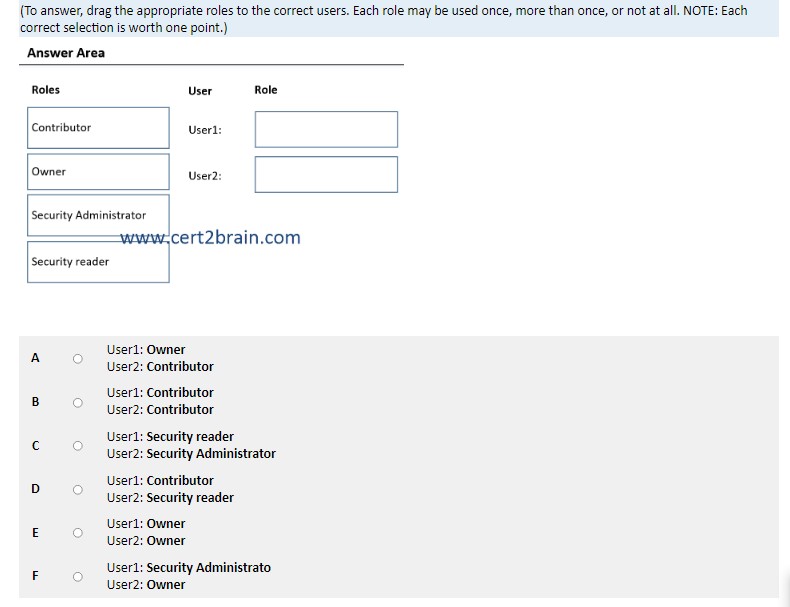 (To answer, drag the appropriate roles to the correct users. Each role may be used once, more than once, or not at all. NOTE: Each
correct selection is worth one point.)
Answer Area
Roles User Role
Contributor User1:
Owner User2:
Security Administrator
www.cert2brain.com
Security reader
A User1: Owner
User2: Contributor
B User1: Contributor
User2: Contributor
C User1: Security reader
User2: Security Administrator
D User1: Contributor
User2: Security reader
E User1: Owner
User2: Owner
F User1: Security Administrato
User2: Owner